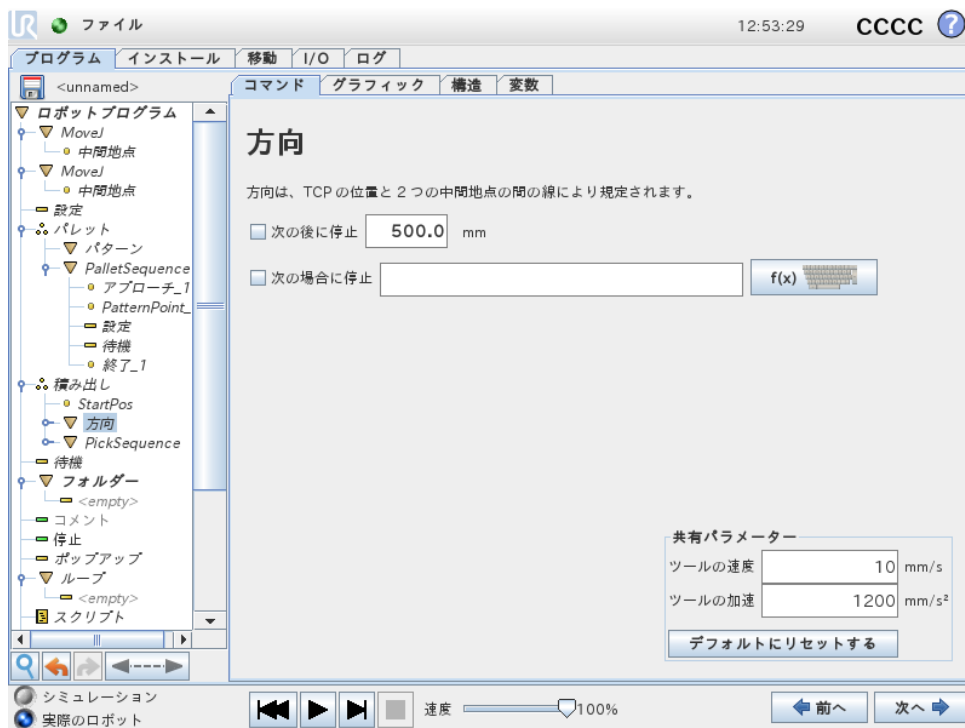 UR ファイル 12:53:29 CCCC ?
プログラム インストール 移動 I/O ログ
<unnamed> コマンド グラフィック 構造 変数
ロボットプログラム
MoveJ
中間地点
MoveJ
中間地点
設定
パレット
パターン
PalletSequence
アプローチ_1
PatternPoint_
設定
待機
終了_1
積み出し
StartPos
方向
PickSequence
待機
フォルダー
<empty>
コメント
停止
ポップアップ
ループ
<empty>
スクリプト
方向
方向は、TCP の位置と 2 つの中間地点の間の線により規定されます。
次の後に停止 500.0 mm
次の場合に停止 f(x)
共有パラメーター
ツールの速度 10 mm/s
ツールの加速 1200 mm/s²
デフォルトにリセットする
シミュレーション
実際のロボット
速度 100%
前へ 次へ